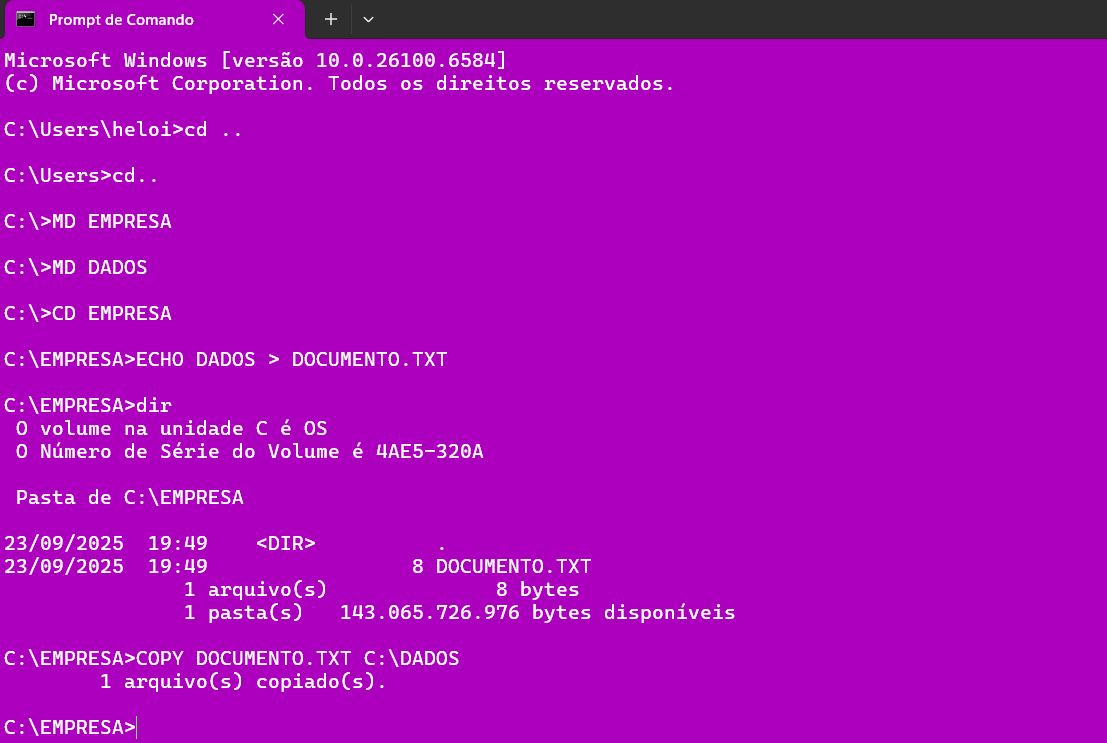 Prompt de Comando
Microsoft Windows [versão 10.0.26100.6584]
(c) Microsoft Corporation. Todos os direitos reservados.
C:\Users\heloi>cd ..
C:\Users>cd..
C:\>MD EMPRESA
C:\>MD DADOS
C:\>CD EMPRESA
C:\EMPRESA>ECHO DADOS > DOCUMENTO.TXT
C:\EMPRESA>dir
 O volume na unidade C é OS
 O Número de Série do Volume é 4AE5-320A
 Pasta de C:\EMPRESA
23/09/2025  19:49    <DIR>          .
23/09/2025  19:49                 8 DOCUMENTO.TXT
               1 arquivo(s)              8 bytes
               1 pasta(s)   143.065.726.976 bytes disponíveis
C:\EMPRESA>COPY DOCUMENTO.TXT C:\DADOS
        1 arquivo(s) copiado(s).
C:\EMPRESA>